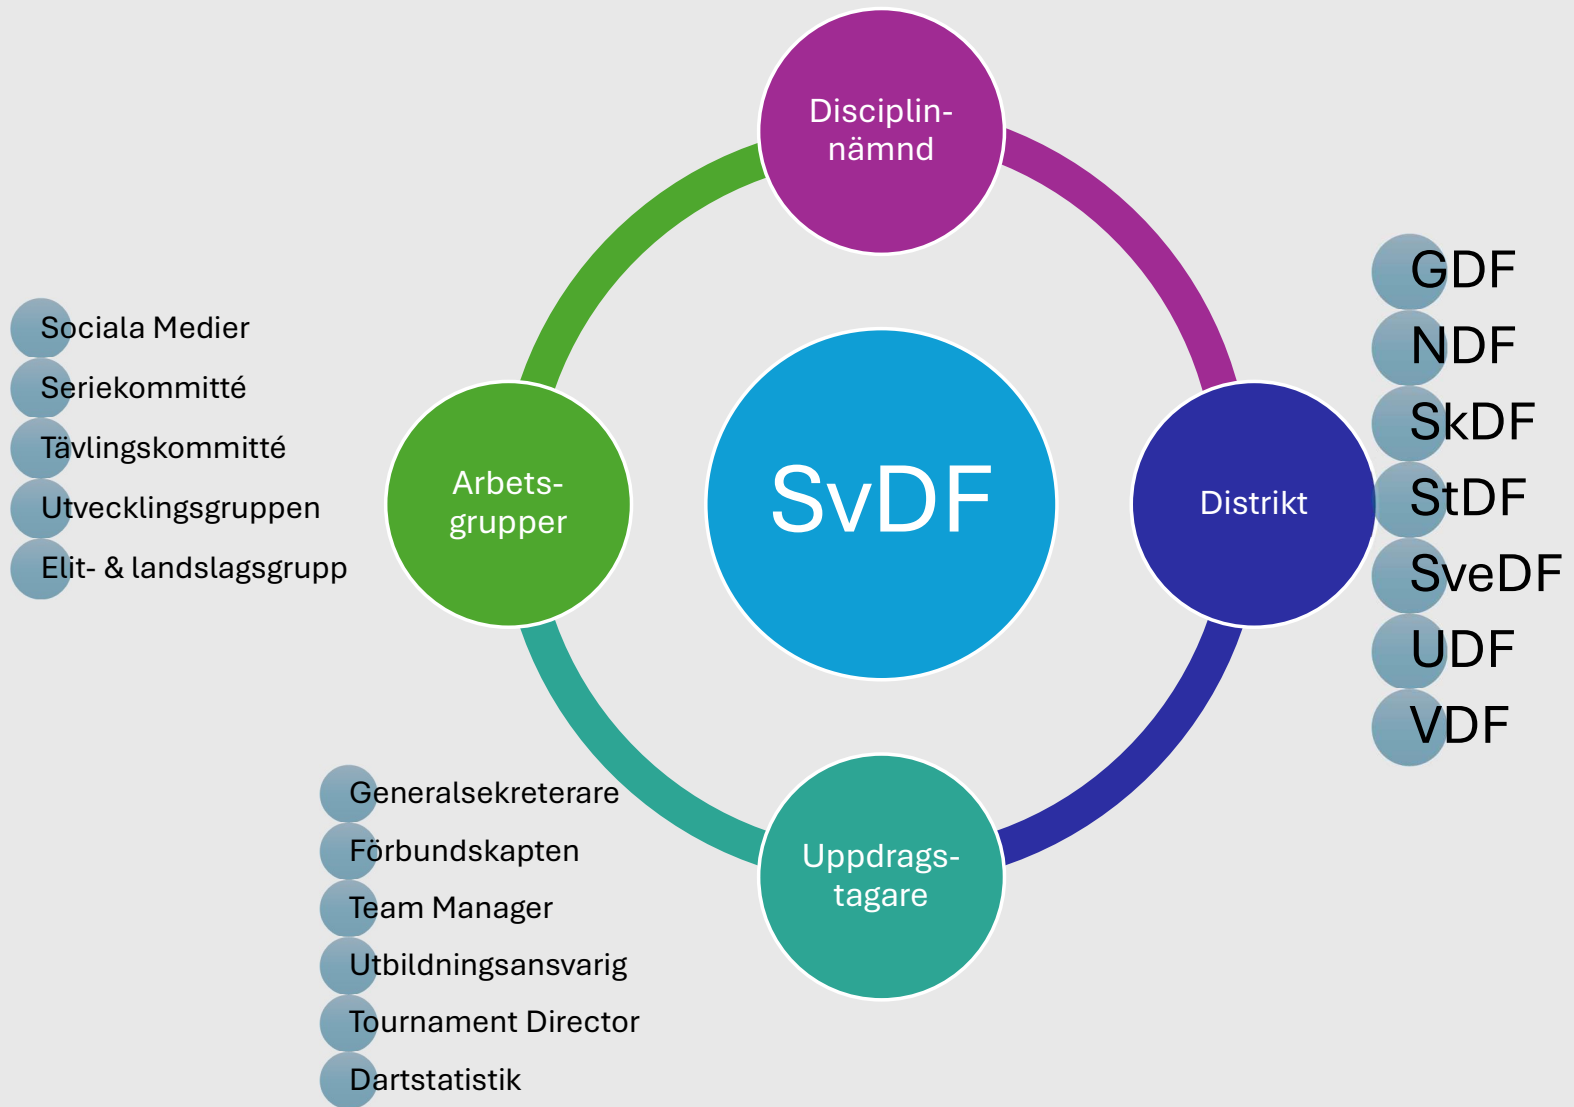 Disciplin-
nämnd
Sociala Medier
Seriekommitté
Tävlingskommitté
Utvecklingsgruppen
Elit- & landslagsgrupp
Arbets-
grupper
SvDF
Distrikt
GDF
NDF
SkDF
StDF
SveDF
UDF
VDF
Generalsekreterare
Förbundskapten
Team Manager
Utbildningsansvarig
Tournament Director
Dartstatistik
Uppdrags-
tagare